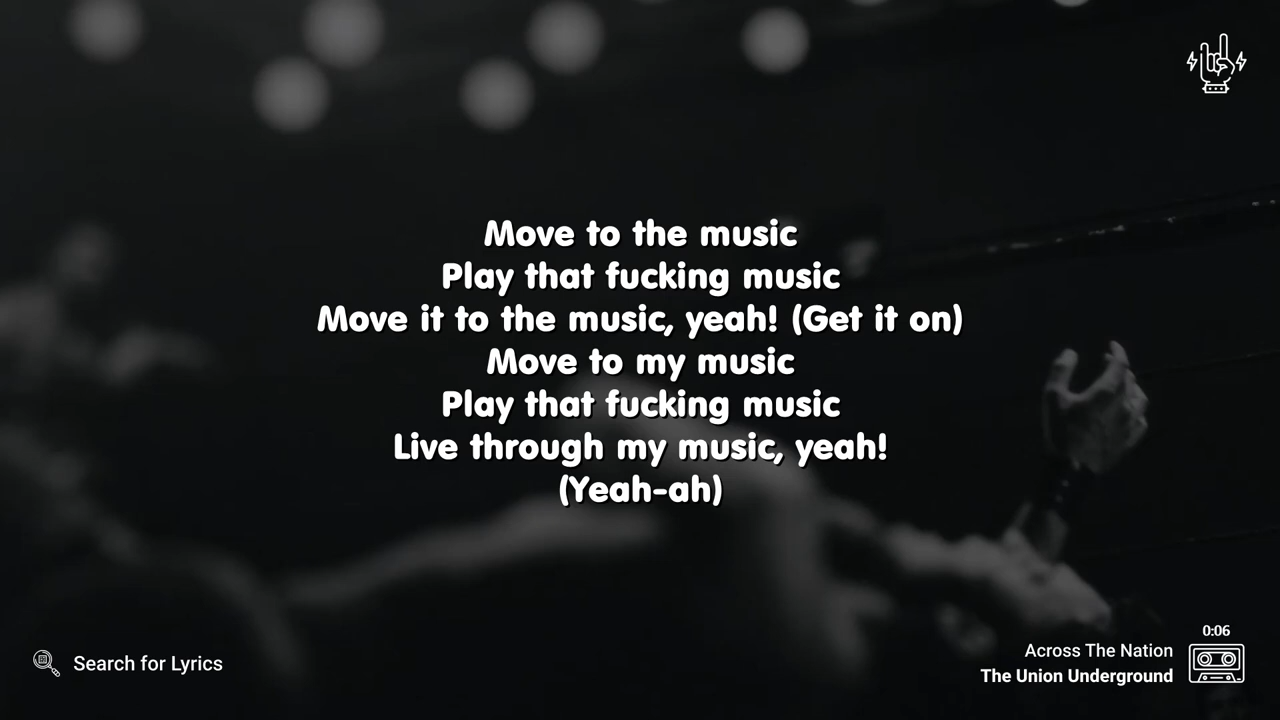 Move to the music
Play that fucking music
Move it to the music, yeah! (Get it on)
Move to my music
Play that fucking music
Live through my music, yeah!
(Yeah-ah)
0:06
Across The Nation
The Union Underground
Search for Lyrics